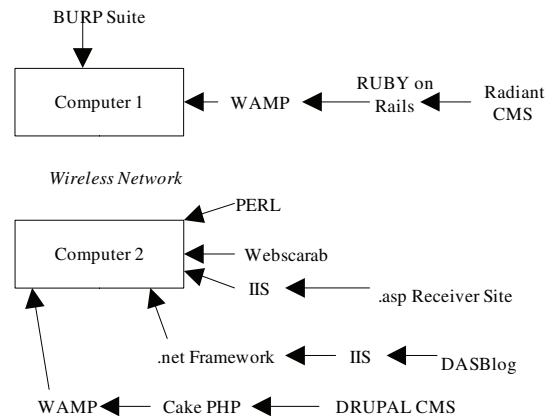 BURP Suite
Computer 1
WAMP
RUBY on
Rails
Radiant
CMS
Wireless Network
PERL
Computer 2
Webscarab
IIS
.asp Receiver Site
.net Framework
IIS
DASBlog
WAMP
Cake PHP
DRUPAL CMS